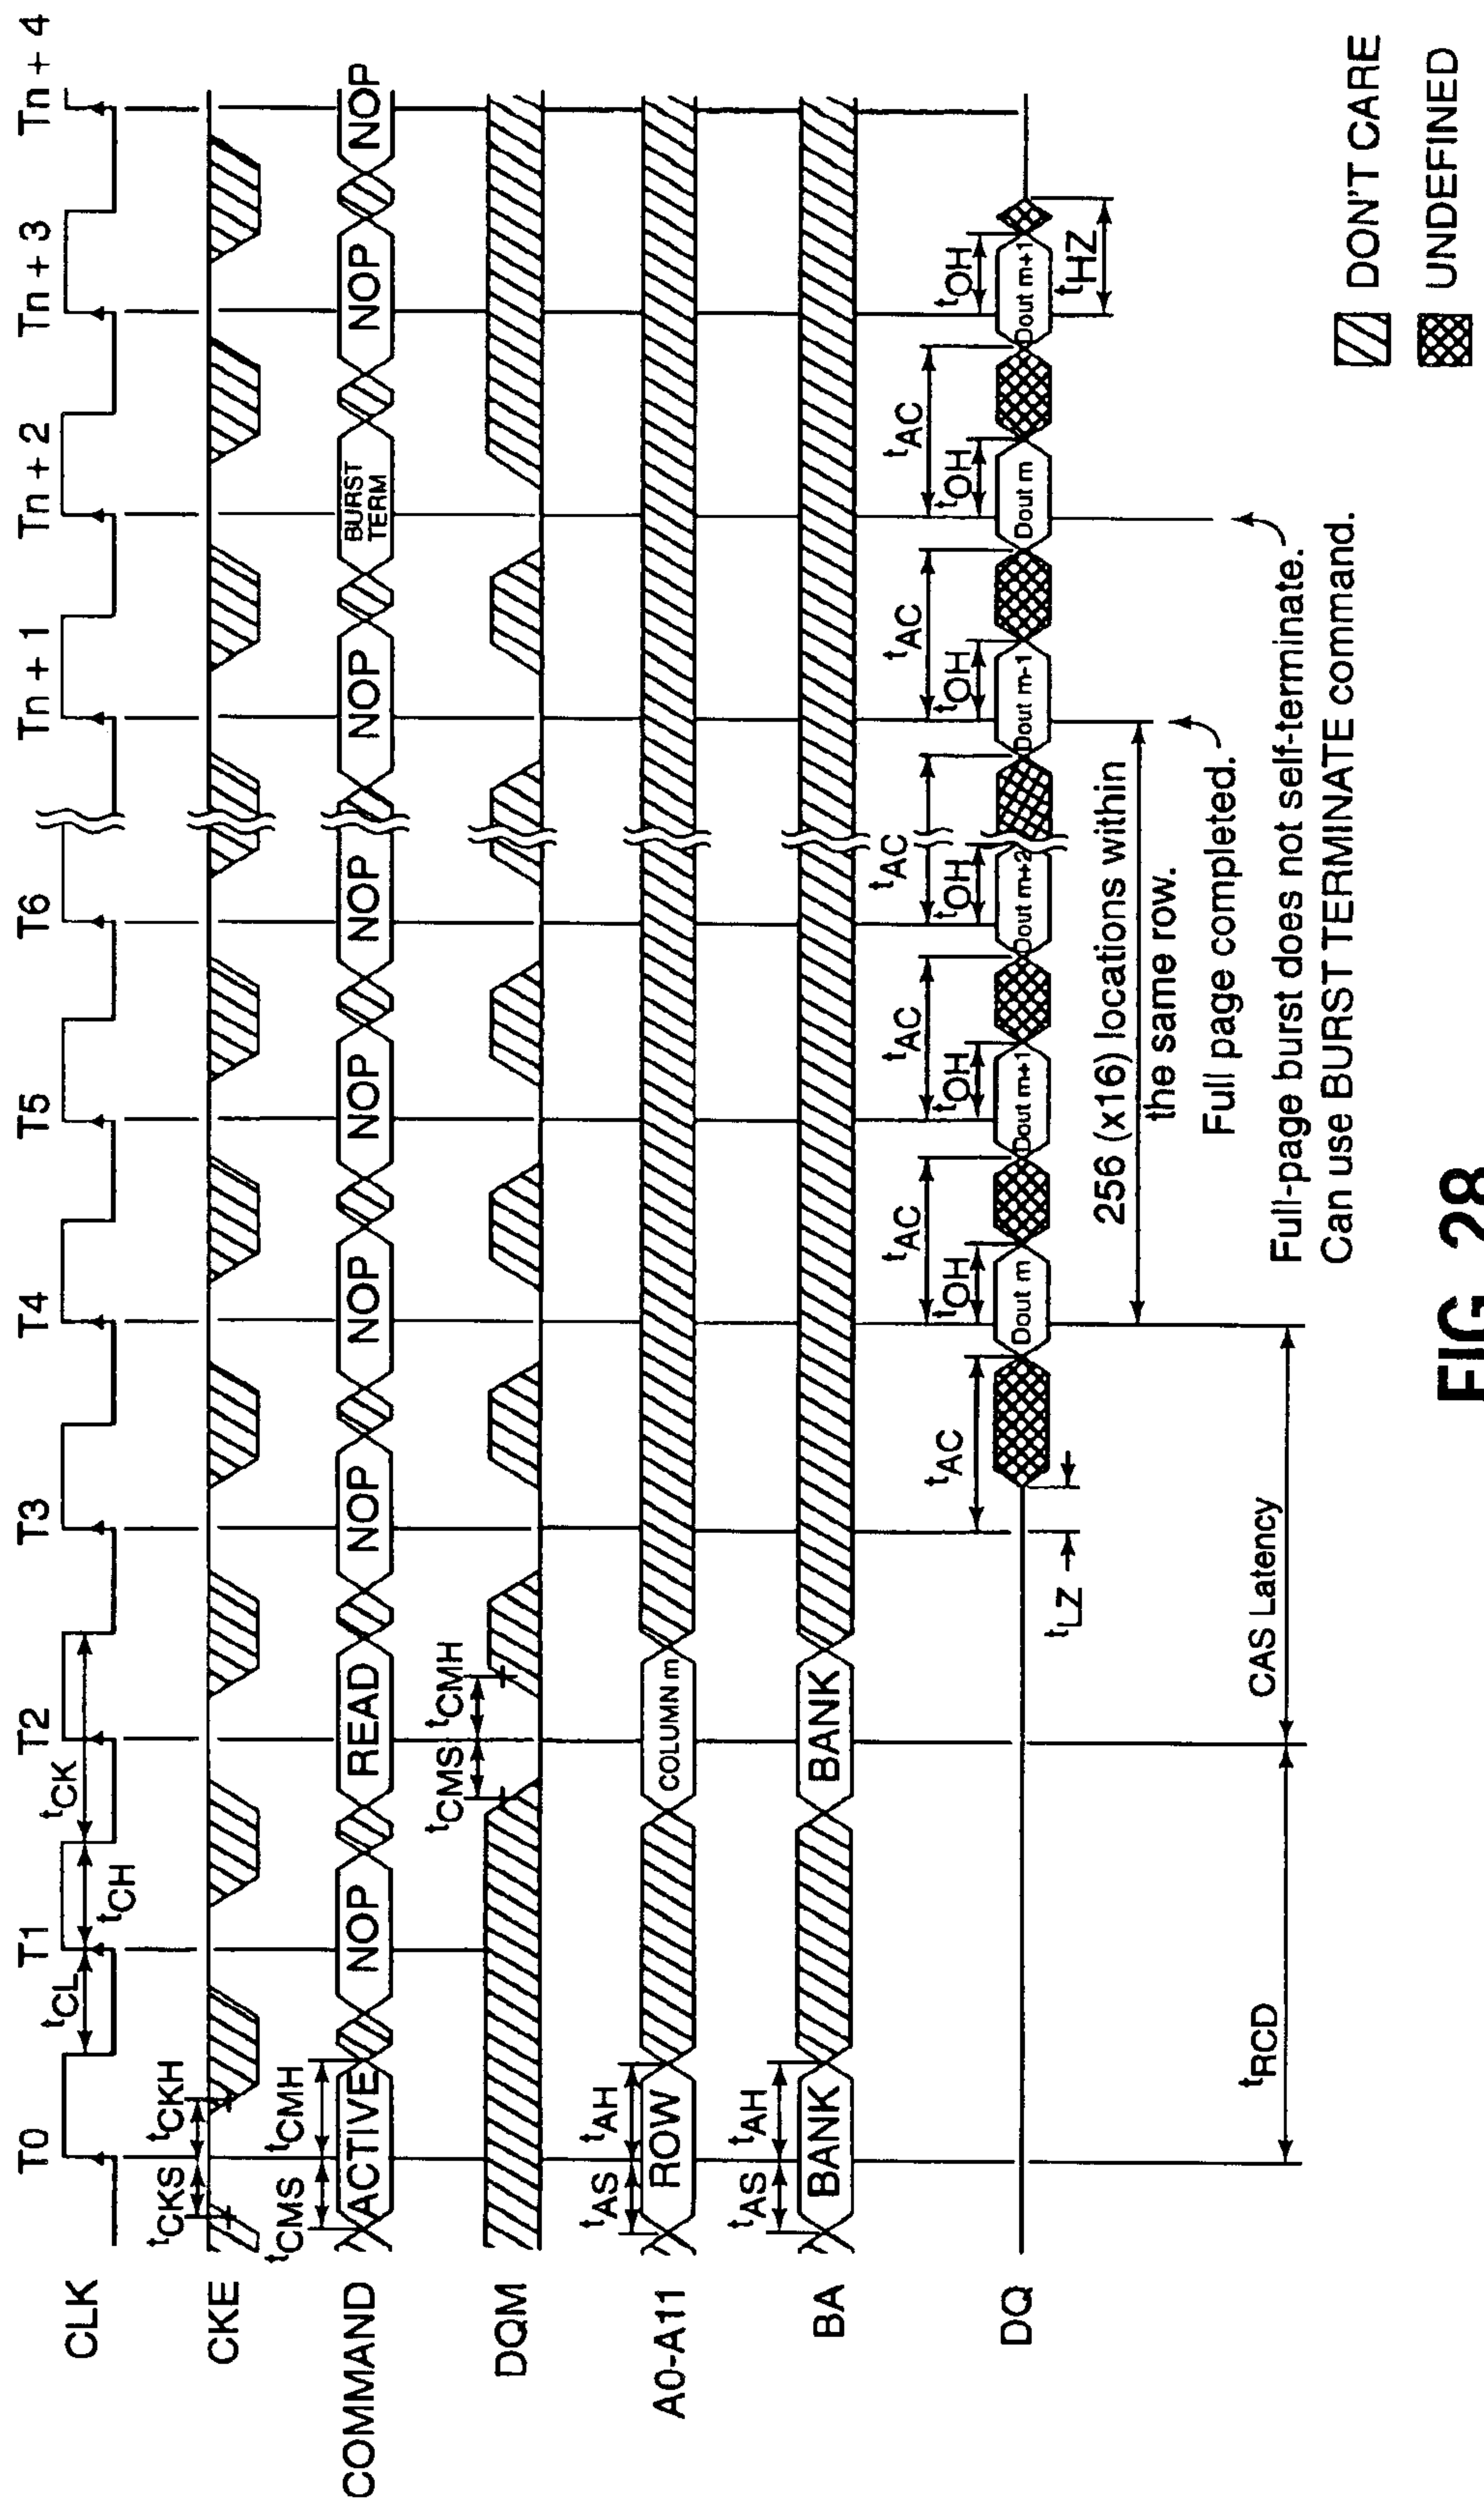 T0 T1 T2 T3 T4 T5 T6 Tn + 1 Tn + 2 Tn + 3 Tn + 4
CLK
tCL tCH tCK
CKE
tCKS tCKH
tCMS tCMH
COMMAND
ACTIVE NOP READ NOP NOP NOP NOP NOP BURST TERM NOP NOP
tCMS tCMH
DQM
A0-A11
tAS tAH
ROW COLUMN m
BA
tAS tAH
BANK BANK
tAC tAC tAC tAC tAC tAC
tOH tOH tOH tOH tOH tOH
DQ
Dout m Dout m+1 Dout m+2 Dout m-1 Dout m Dout m+1
tLZ tHZ
256 (x16) locations within
the same row.
Full page completed.
tRCD CAS Latency
Full-page burst does not self-terminate.
Can use BURST TERMINATE command.
DON'T CARE
UNDEFINED
FIG. 28